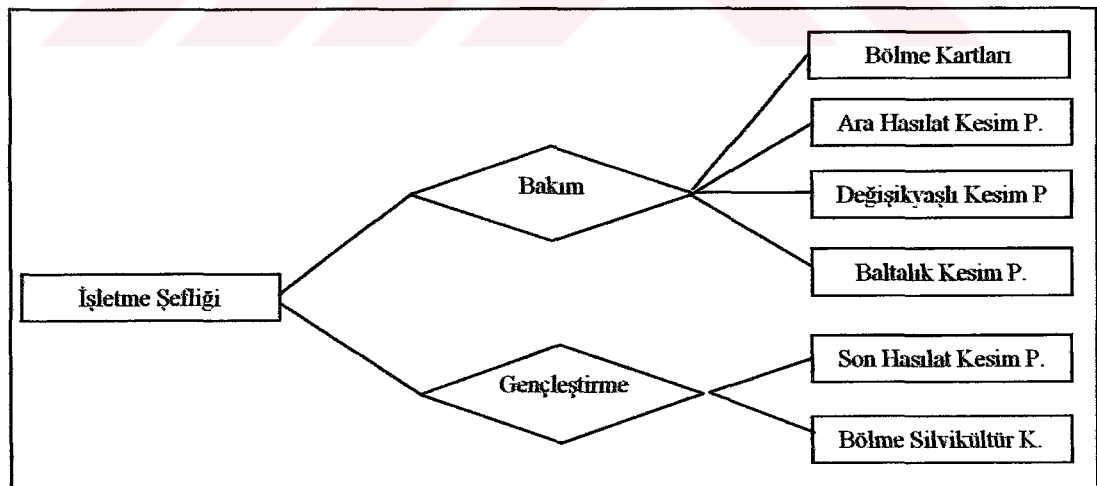 Bölme Kartları
Ara Hasılat Kesim P.
Bakım
Değişikyaşlı Kesim P
Baltalık Kesim P.
İşletme Şefliği
Son Hasılat Kesim P.
Gençleştirme
Bölme Silvikültür K.